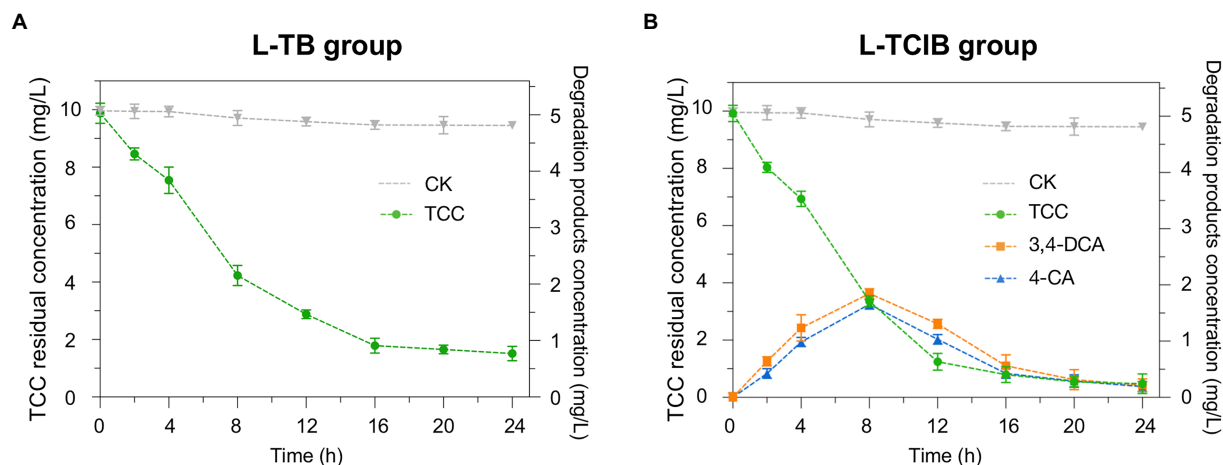 A
L-TB group
TCC residual concentration (mg/L)
10
8
6
4
2
0
0
4
8
12
16
20
24
Time (h)
5
4
3
2
1
0
Degradation products concentration (mg/L)
CK
TCC
B
L-TCIB group
TCC residual concentration (mg/L)
10
8
6
4
2
0
0
4
8
12
16
20
24
Time (h)
5
4
3
2
1
0
Degradation products concentration (mg/L)
CK
TCC
3,4-DCA
4-CA